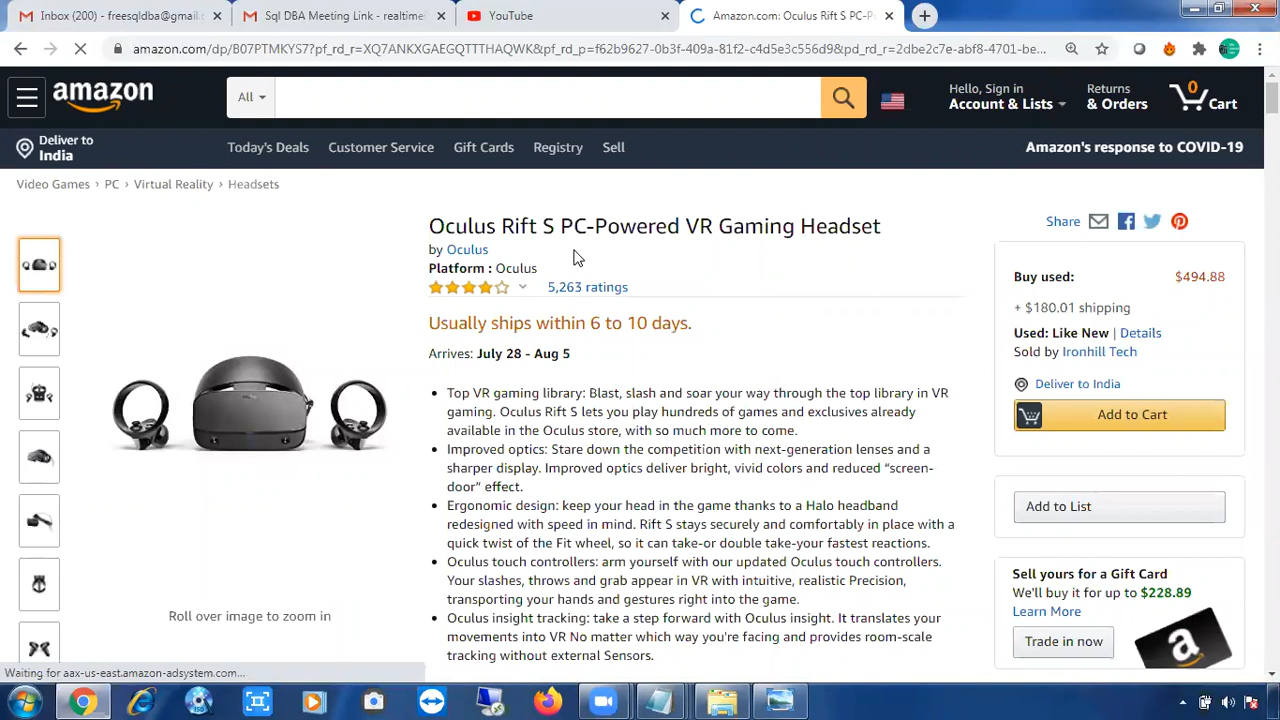 Inbox (200) - freesqldba@gmail.c
Sql DBA Meeting Link - realtimes
YouTube
Amazon.com: Oculus Rift S PC-P
amazon.com/dp/B07PTMKYS7?pf_rd_r=XQ7ANKXGAEGQTTTHAQWK&pf_rd_p=f62b9627-0b3f-409a-81f2-c4d5e3c55d9e&pd_rd_r=2dbe2c7e-abf8-4701-be...
amazon
All
Hello, Sign in
Account & Lists
Returns
& Orders
0
Cart
Deliver to
India
Today's Deals
Customer Service
Gift Cards
Registry
Sell
Amazon's response to COVID-19
Video Games › PC › Virtual Reality › Headsets
Oculus Rift S PC-Powered VR Gaming Headset
by Oculus
Platform : Oculus
5,263 ratings
Usually ships within 6 to 10 days.
Arrives: July 28 - Aug 5
• Top VR gaming library: Blast, slash and soar your way through the top library in VR
gaming. Oculus Rift S lets you play hundreds of games and exclusives already
available in the Oculus store, with so much more to come.
• Improved optics: Stare down the competition with next-generation lenses and a
sharper display. Improved optics deliver bright, vivid colors and reduced “screen-
door” effect.
• Ergonomic design: keep your head in the game thanks to a Halo headband
redesigned with speed in mind. Rift S stays securely and comfortably in place with a
quick twist of the Fit wheel, so it can take-or double take-your fastest reactions.
• Oculus touch controllers: arm yourself with our updated Oculus touch controllers.
Your slashes, throws and grab appear in VR with intuitive, realistic Precision,
transporting your hands and gestures right into the game.
• Oculus insight tracking: take a step forward with Oculus insight. It translates your
movements into VR No matter which way you're facing and provides room-scale
tracking without external Sensors.
Roll over image to zoom in
Share
Buy used: $494.88
+ $180.01 shipping
Used: Like New | Details
Sold by Ironhill Tech
Deliver to India
Add to Cart
Add to List
Sell yours for a Gift Card
We'll buy it for up to $228.89
Learn More
Trade in now
a
Waiting for aax-us-east.amazon-adsystem.com...